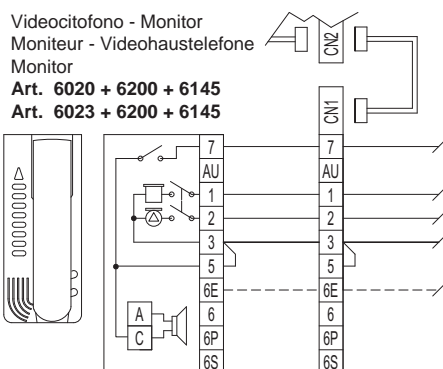 Videocitofono - Monitor
Moniteur - Videohaustelefone
Monitor
Art. 6020 + 6200 + 6145
Art. 6023 + 6200 + 6145
CN2
CN1
7 7
AU AU
1 1
2 2
3 3
5 5
6E 6E
A 6 6
C 6P 6P
6S 6S